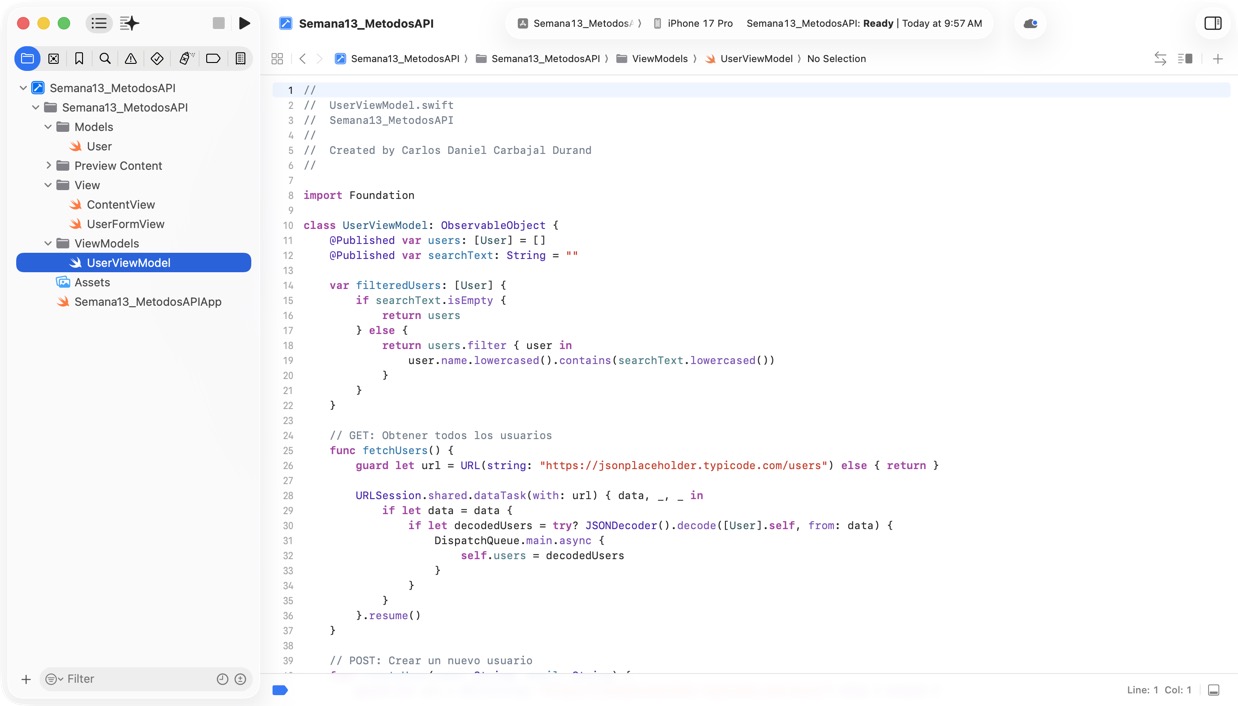 Semana13_MetodosAPI
Semana13_MetodosA
iPhone 17 Pro
Semana13_MetodosAPI: Ready | Today at 9:57 AM
Semana13_MetodosAPI
Semana13_MetodosAPI
ViewModels
UserViewModel
No Selection
Semana13_MetodosAPI
Semana13_MetodosAPI
Models
User
Preview Content
View
ContentView
UserFormView
ViewModels
UserViewModel
Assets
Semana13_MetodosAPIApp
Filter
1 //
2 //  UserViewModel.swift
3 //  Semana13_MetodosAPI
4 //
5 //  Created by Carlos Daniel Carbajal Durand
6 //
7
8 import Foundation
9
10 class UserViewModel: ObservableObject {
11     @Published var users: [User] = []
12     @Published var searchText: String = ""
13
14     var filteredUsers: [User] {
15         if searchText.isEmpty {
16             return users
17         } else {
18             return users.filter { user in
19                 user.name.lowercased().contains(searchText.lowercased())
20             }
21         }
22     }
23
24     // GET: Obtener todos los usuarios
25     func fetchUsers() {
26         guard let url = URL(string: "https://jsonplaceholder.typicode.com/users") else { return }
27
28         URLSession.shared.dataTask(with: url) { data, _, _ in
29             if let data = data {
30                 if let decodedUsers = try? JSONDecoder().decode([User].self, from: data) {
31                     DispatchQueue.main.async {
32                         self.users = decodedUsers
33                     }
34                 }
35             }
36         }.resume()
37     }
38
39     // POST: Crear un nuevo usuario
Line: 1  Col: 1